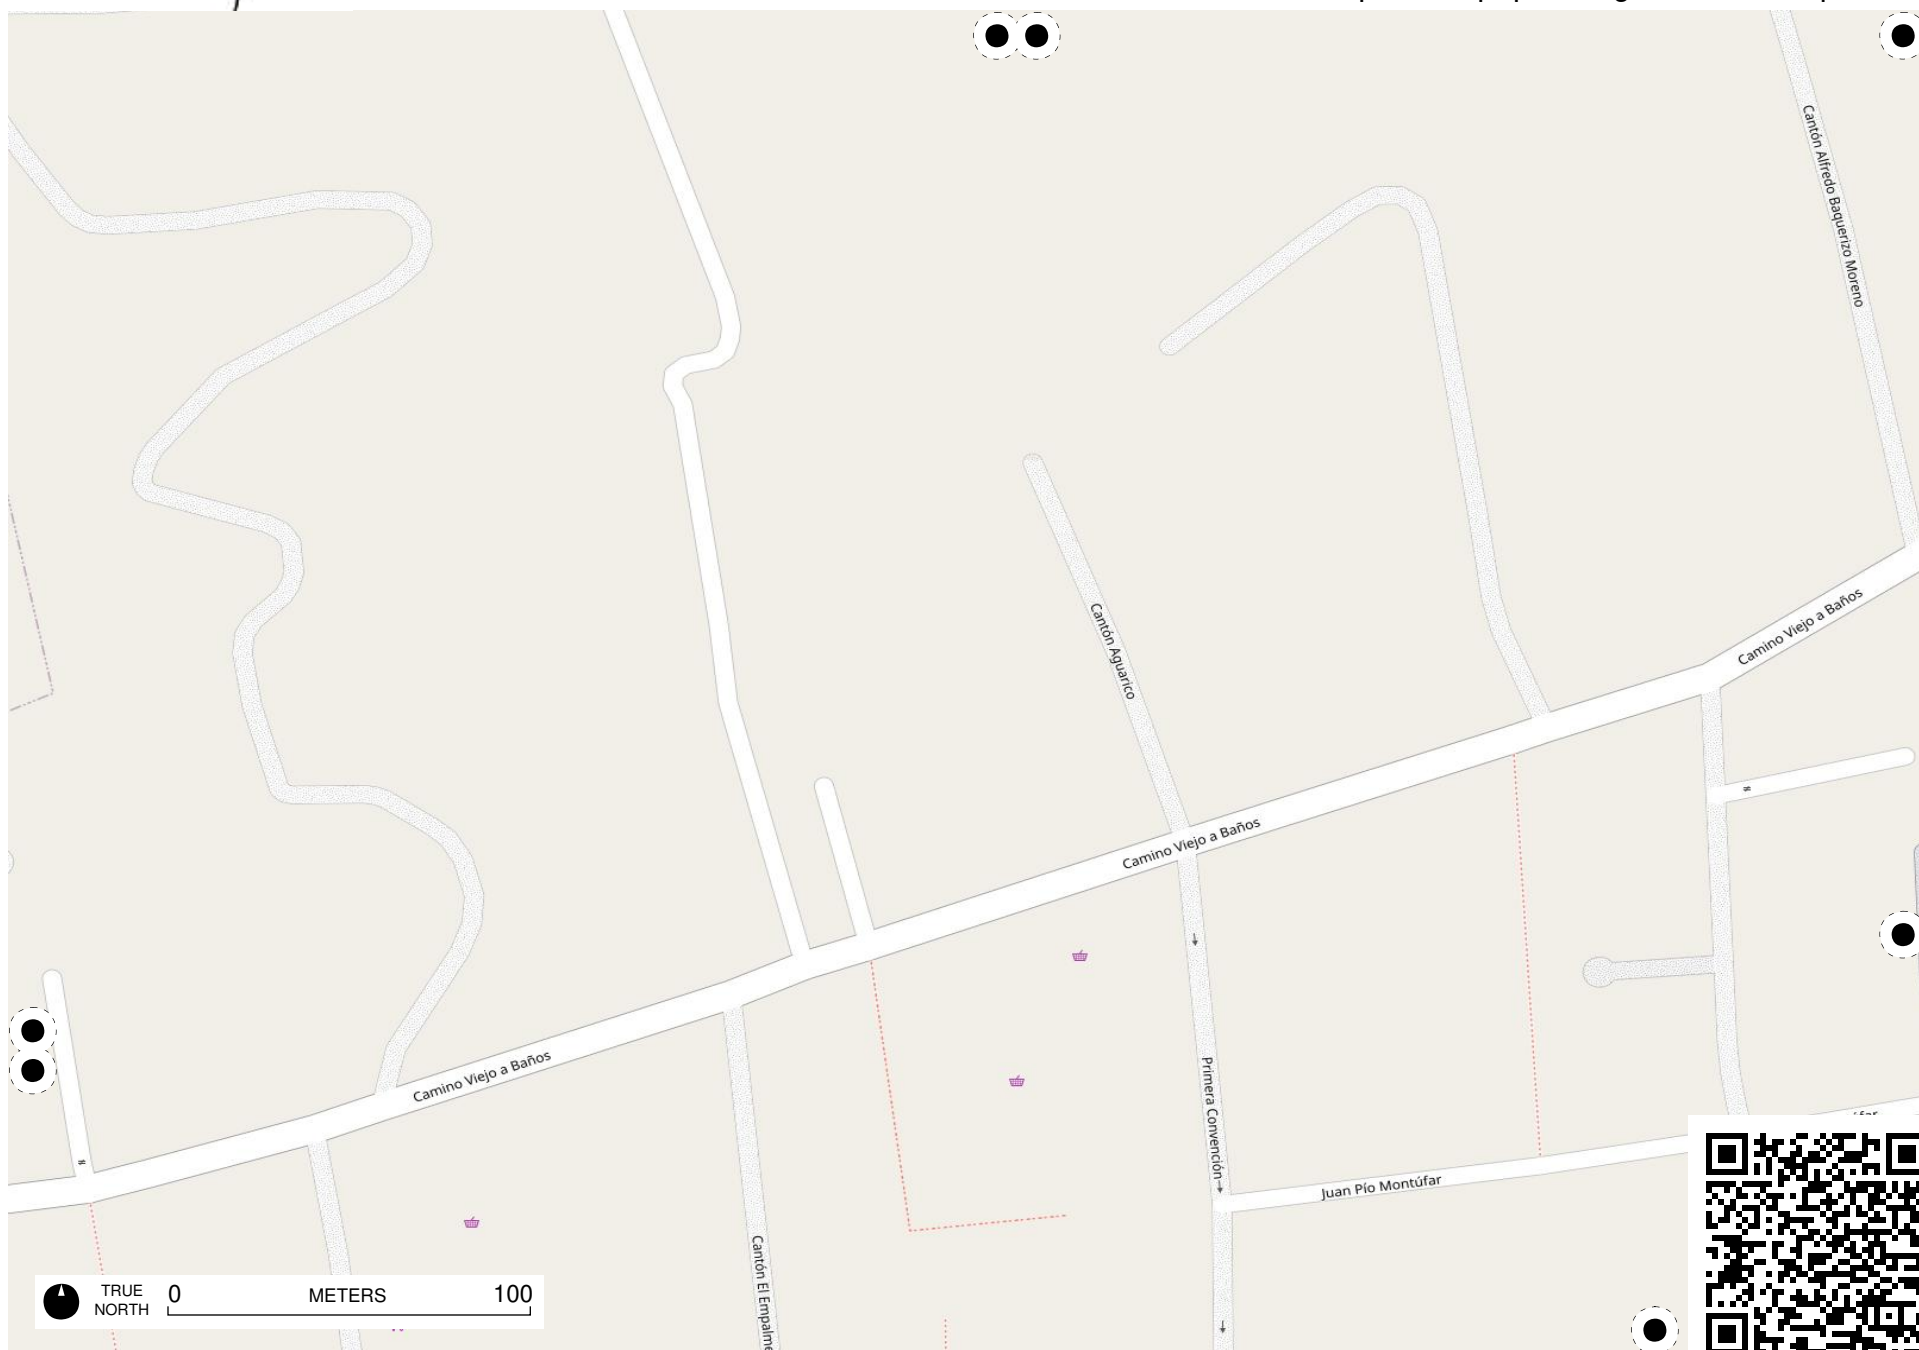 Cantón Alfredo Baquerizo Moreno
Camino Viejo a Baños
Cantón Aguarico
Camino Viejo a Baños
Camino Viejo a Baños
Primera Convención
Juan Pío Montúfar
Cantón El Empalme
TRUE
NORTH
0 METERS 100